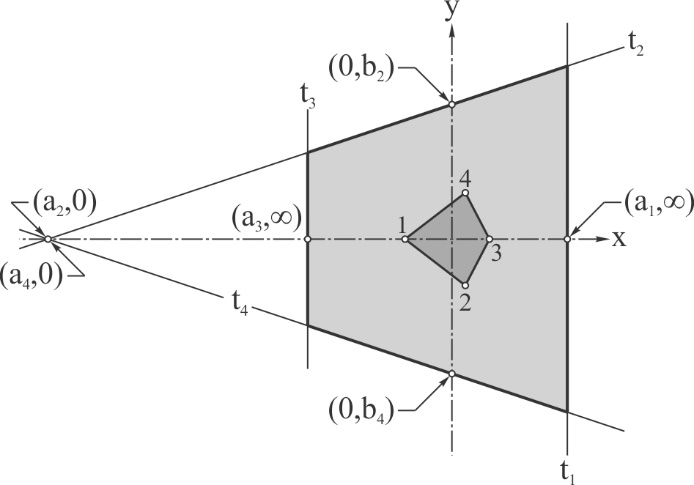 y
t₂
(0,b₂)
t₃
4
(a₂,0)
(a₃,∞)
1
(a₁,∞)
x
3
(a₄,0)
2
t₄
(0,b₄)
t₁